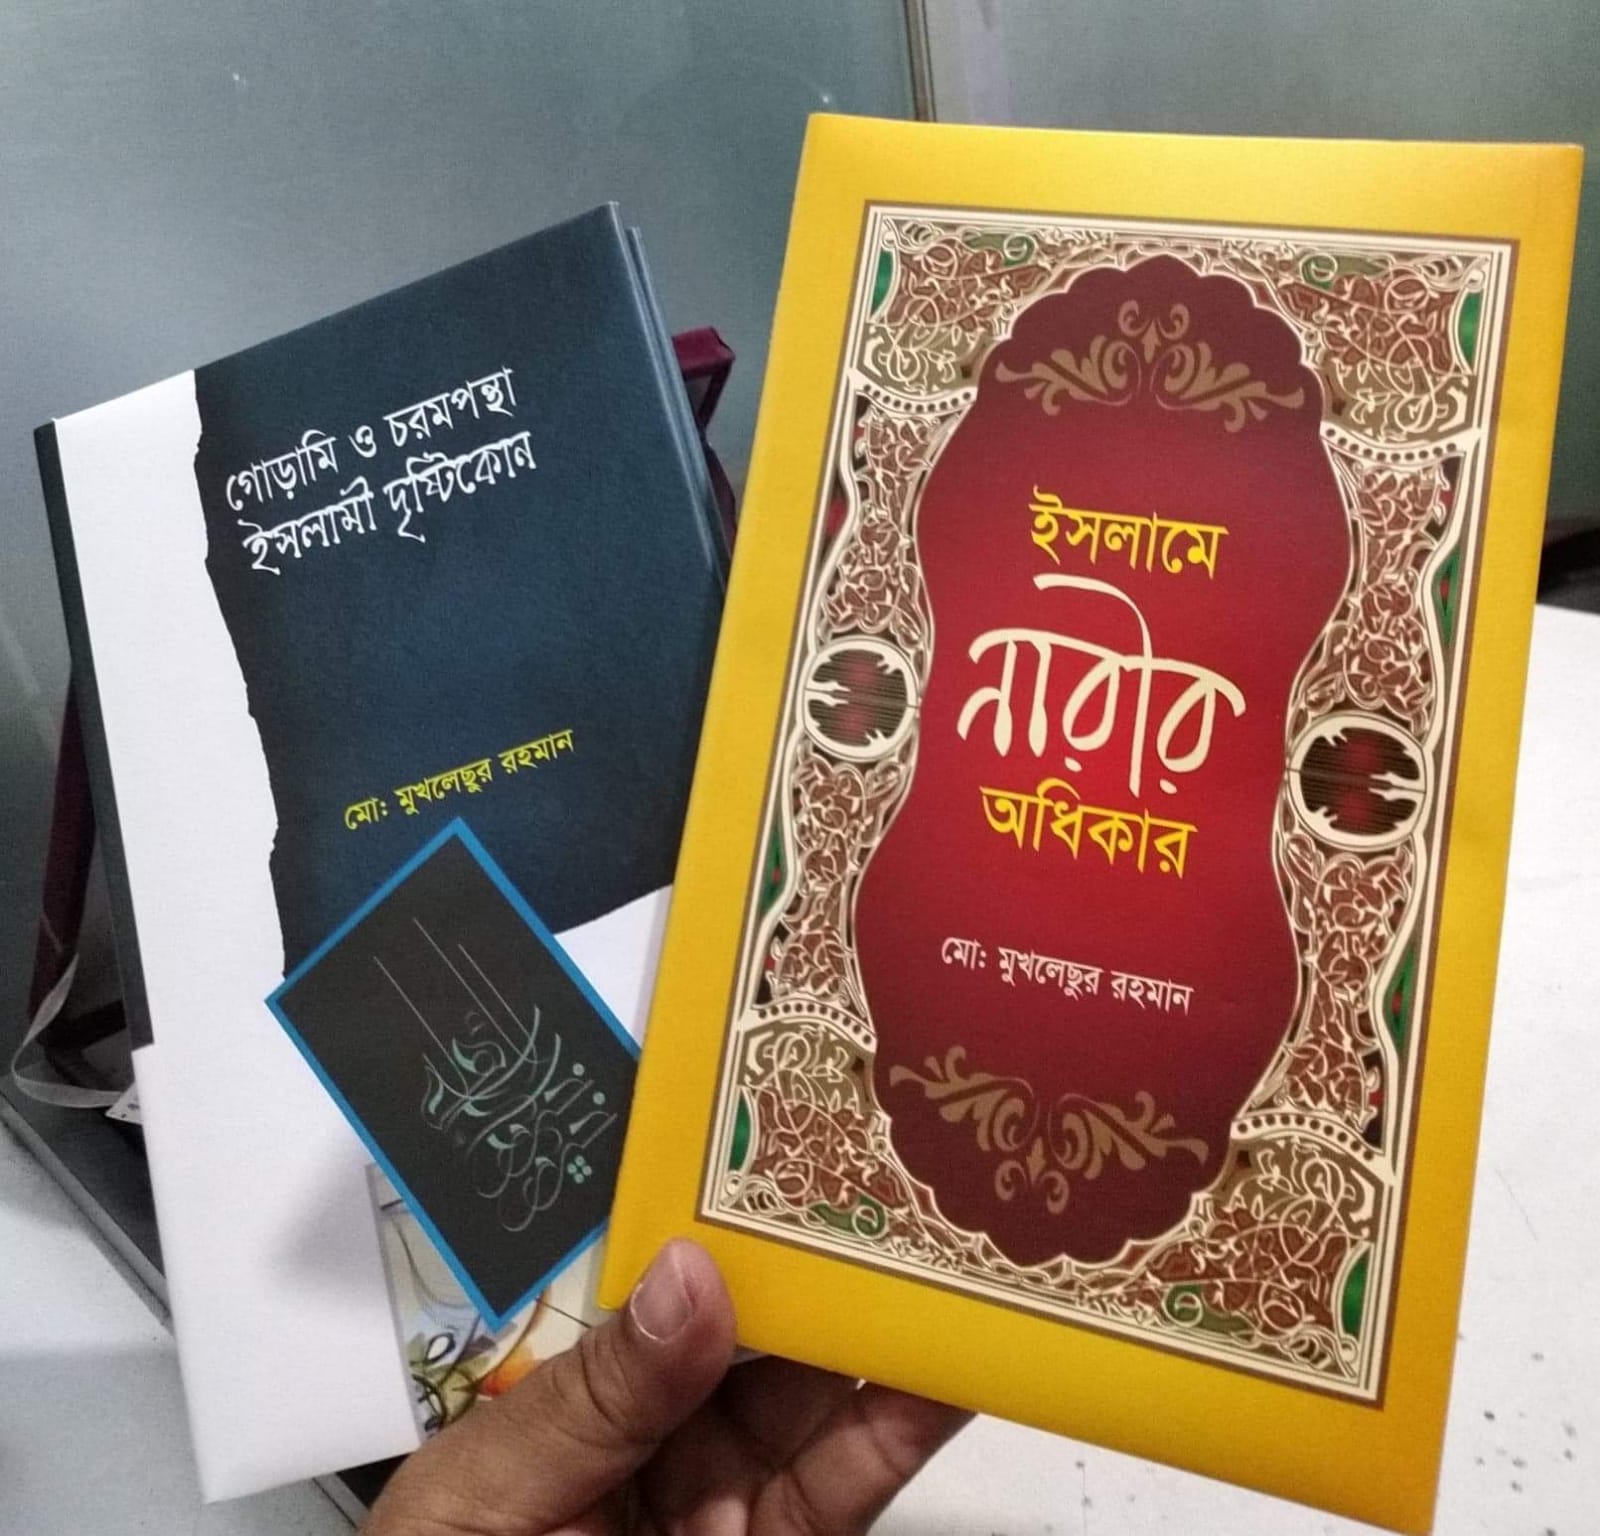 গোড়ামি ও চরমপন্থা
ইসলামী দৃষ্টিকোন
মো: মুখলেছুর রহমান
ইসলামে
নারীর
অধিকার
মো: মুখলেছুর রহমান